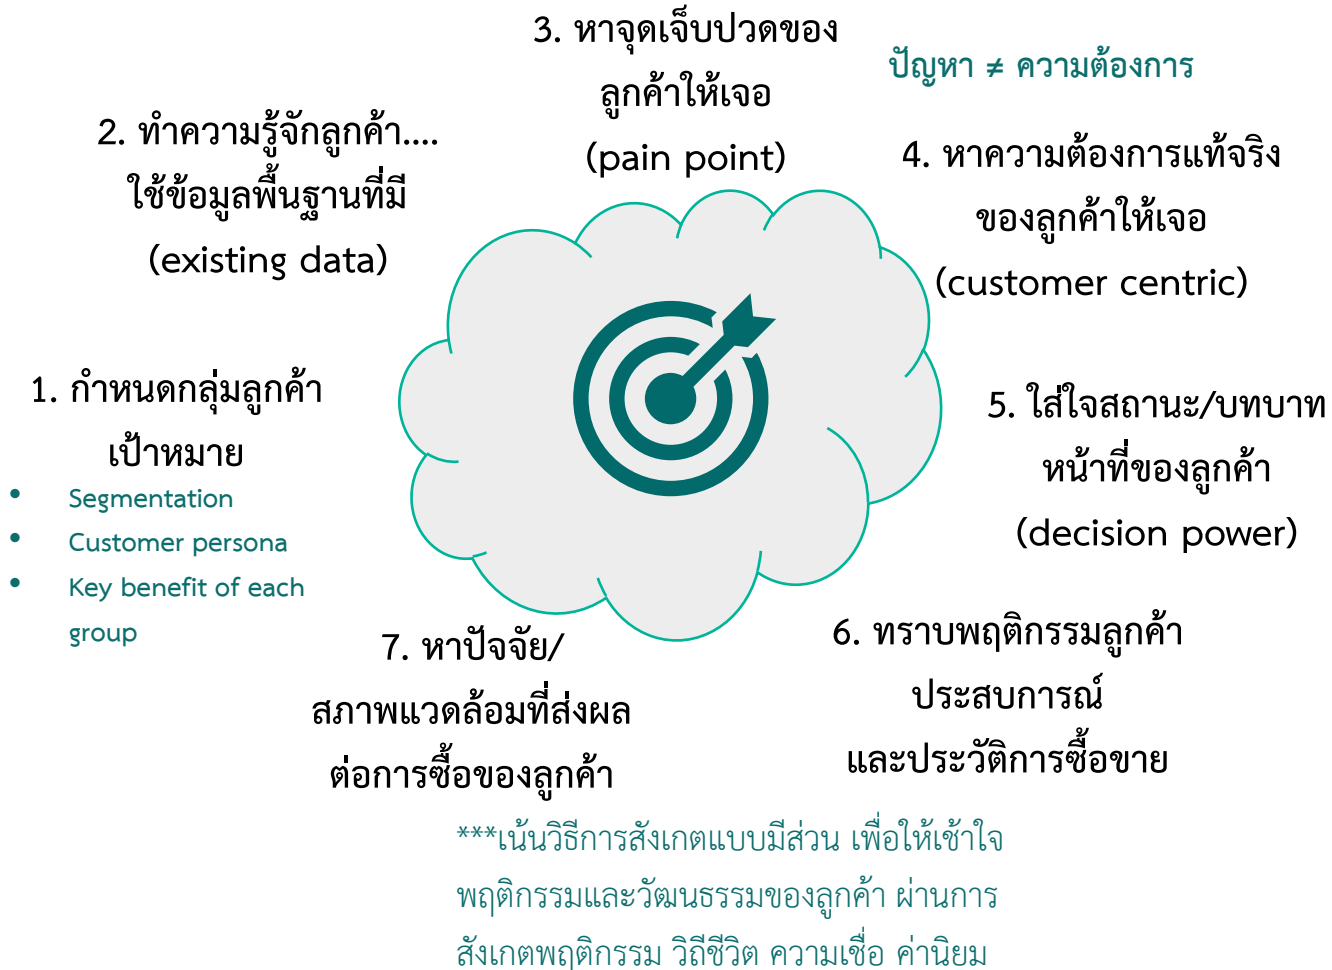 1. กำหนดกลุ่มลูกค้า
เป้าหมาย
• Segmentation
• Customer persona
• Key benefit of each
group
2. ทำความรู้จักลูกค้า....
ใช้ข้อมูลพื้นฐานที่มี
(existing data)
3. หาจุดเจ็บปวดของ
ลูกค้าให้เจอ
(pain point)
ปัญหา ≠ ความต้องการ
4. หาความต้องการแท้จริง
ของลูกค้าให้เจอ
(customer centric)
5. ใส่ใจสถานะ/บทบาท
หน้าที่ของลูกค้า
(decision power)
6. ทราบพฤติกรรมลูกค้า
ประสบการณ์
และประวัติการซื้อขาย
7. หาปัจจัย/
สภาพแวดล้อมที่ส่งผล
ต่อการซื้อของลูกค้า
***เน้นวิธีการสังเกตแบบมีส่วน เพื่อให้เช้าใจ
พฤติกรรมและวัฒนธรรมของลูกค้า ผ่านการ
สังเกตพฤติกรรม วิถีชีวิต ความเชื่อ ค่านิยม